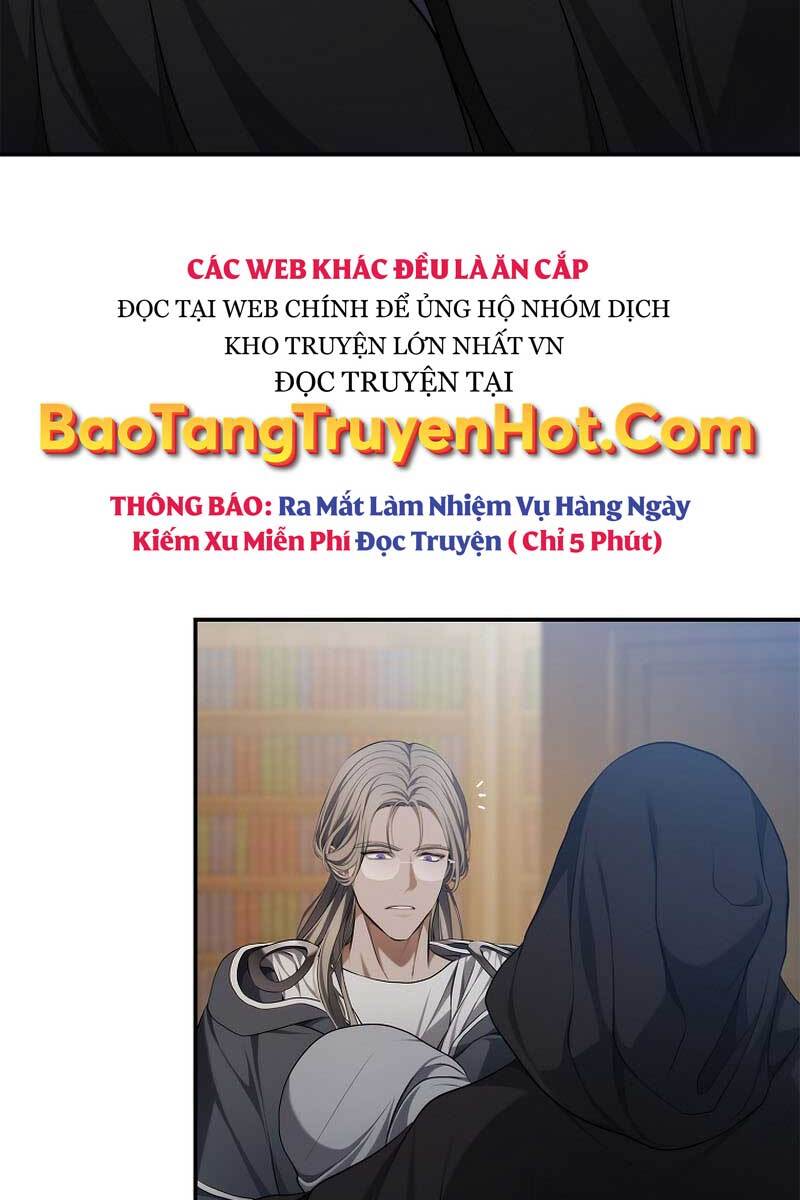 CÁC WEB KHÁC ĐỀU LÀ ĂN CẮP
ĐỌC TẠI WEB CHÍNH ĐỂ ỦNG HỘ NHÓM DỊCH
KHO TRUYỆN LỚN NHẤT VN
ĐỌC TRUYỆN TẠI
BaoTangTruyenHot.Com
THÔNG BÁO: Ra Mắt Làm Nhiệm Vụ Hàng Ngày
Kiếm Xu Miễn Phí Đọc Truyện ( Chỉ 5 Phút)